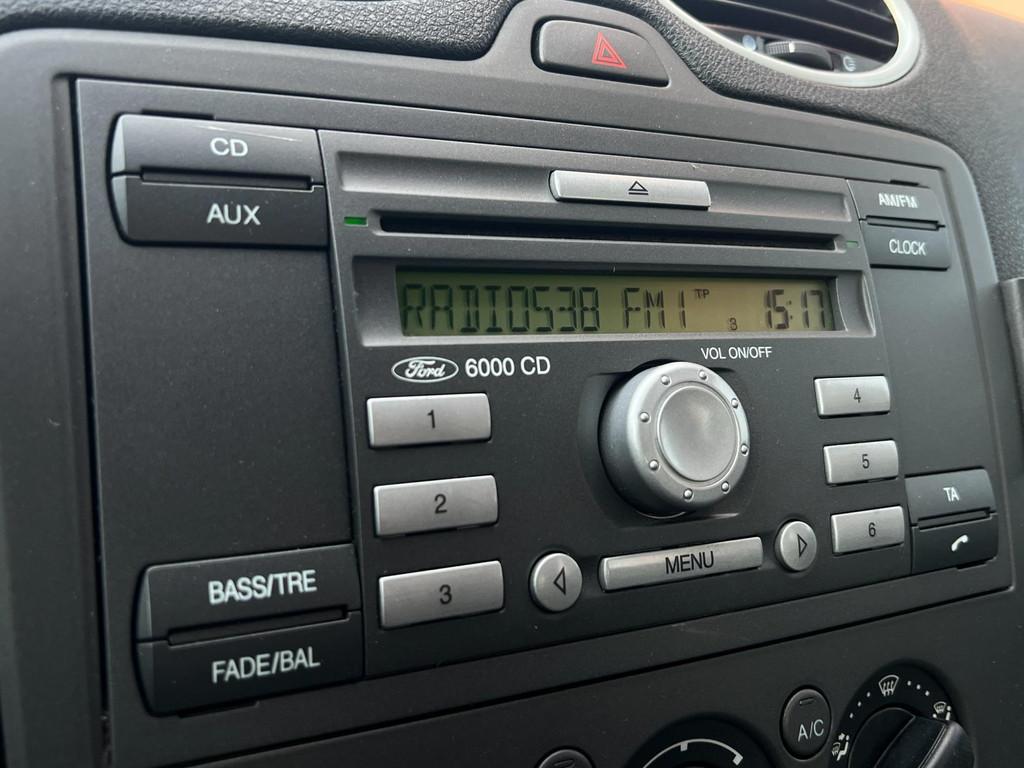 CD
AUX
AM/FM
CLOCK
RADIO538 FM1 TP 3 15:17
Ford 6000 CD
VOL ON/OFF
1
2
3
4
5
6
TA
MENU
BASS/TRE
FADE/BAL
A/C